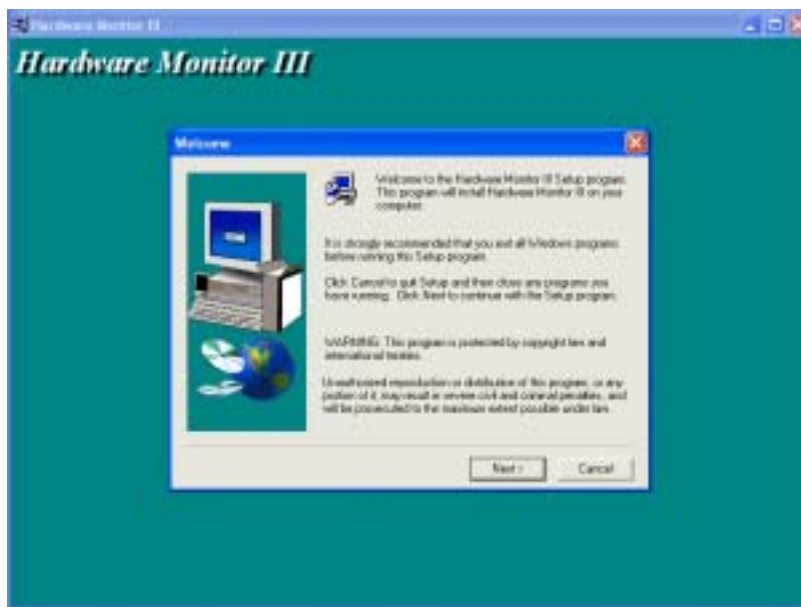 Hardware Monitor III
Hardware Monitor III
Welcome
Welcome to the Hardware Monitor III Setup program.
This program will install Hardware Monitor III on your
computer.
It is strongly recommended that you exit all Windows programs
before running this Setup program.
Click Cancel to quit Setup and then close any programs you
have running. Click Next to continue with the Setup program.
WARNING: This program is protected by copyright law and
international treaties.
Unauthorized reproduction or distribution of this program, or any
portion of it, may result in severe civil and criminal penalties, and
will be prosecuted to the maximum extent possible under law.
Next >
Cancel